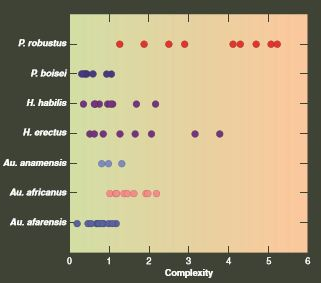 P. robustus
P. boisei
H. habilis
H. erectus
Au. anamensis
Au. africanus
Au. afarensis
0 1 2 3 4 5 6
Complexity